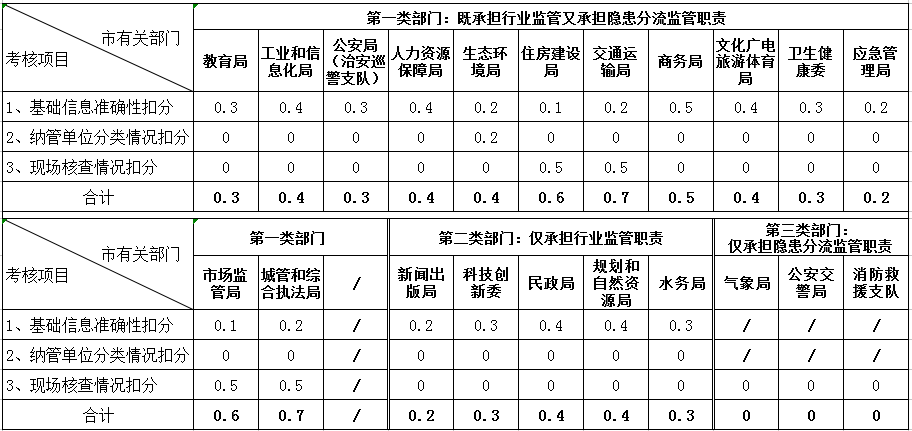 市有关部门
考核项目
第一类部门：既承担行业监管又承担隐患分流监管职责
教育局 工业和信息化局 公安局（治安巡警支队） 人力资源保障局 生态环境局 住房建设局 交通运输局 商务局 文化广电旅游体育局 卫生健康委 应急管理局
1、基础信息准确性扣分 0.3 0.4 0.3 0.4 0.2 0.1 0.2 0.5 0.4 0.3 0.2
2、纳管单位分类情况扣分 0 0 0 0 0.2 0 0 0 0 0 0
3、现场核查情况扣分 0 0 0 0 0 0.5 0.5 0 0 0 0
合计 0.3 0.4 0.3 0.4 0.4 0.6 0.7 0.5 0.4 0.3 0.2
市有关部门
考核项目
第一类部门 第二类部门：仅承担行业监管职责 第三类部门：仅承担隐患分流监管职责
市场监管局 城管和综合执法局 / 新闻出版局 科技创新委 民政局 规划和自然资源局 水务局 气象局 公安交警局 消防救援支队
1、基础信息准确性扣分 0.1 0.2 / 0.2 0.3 0.4 0.4 0.3 / / /
2、纳管单位分类情况扣分 0 0 / 0 0 0 0 0 / / /
3、现场核查情况扣分 0.5 0.5 / 0 0 0 0 0 0 0 0
合计 0.6 0.7 / 0.2 0.3 0.4 0.4 0.3 0 0 0